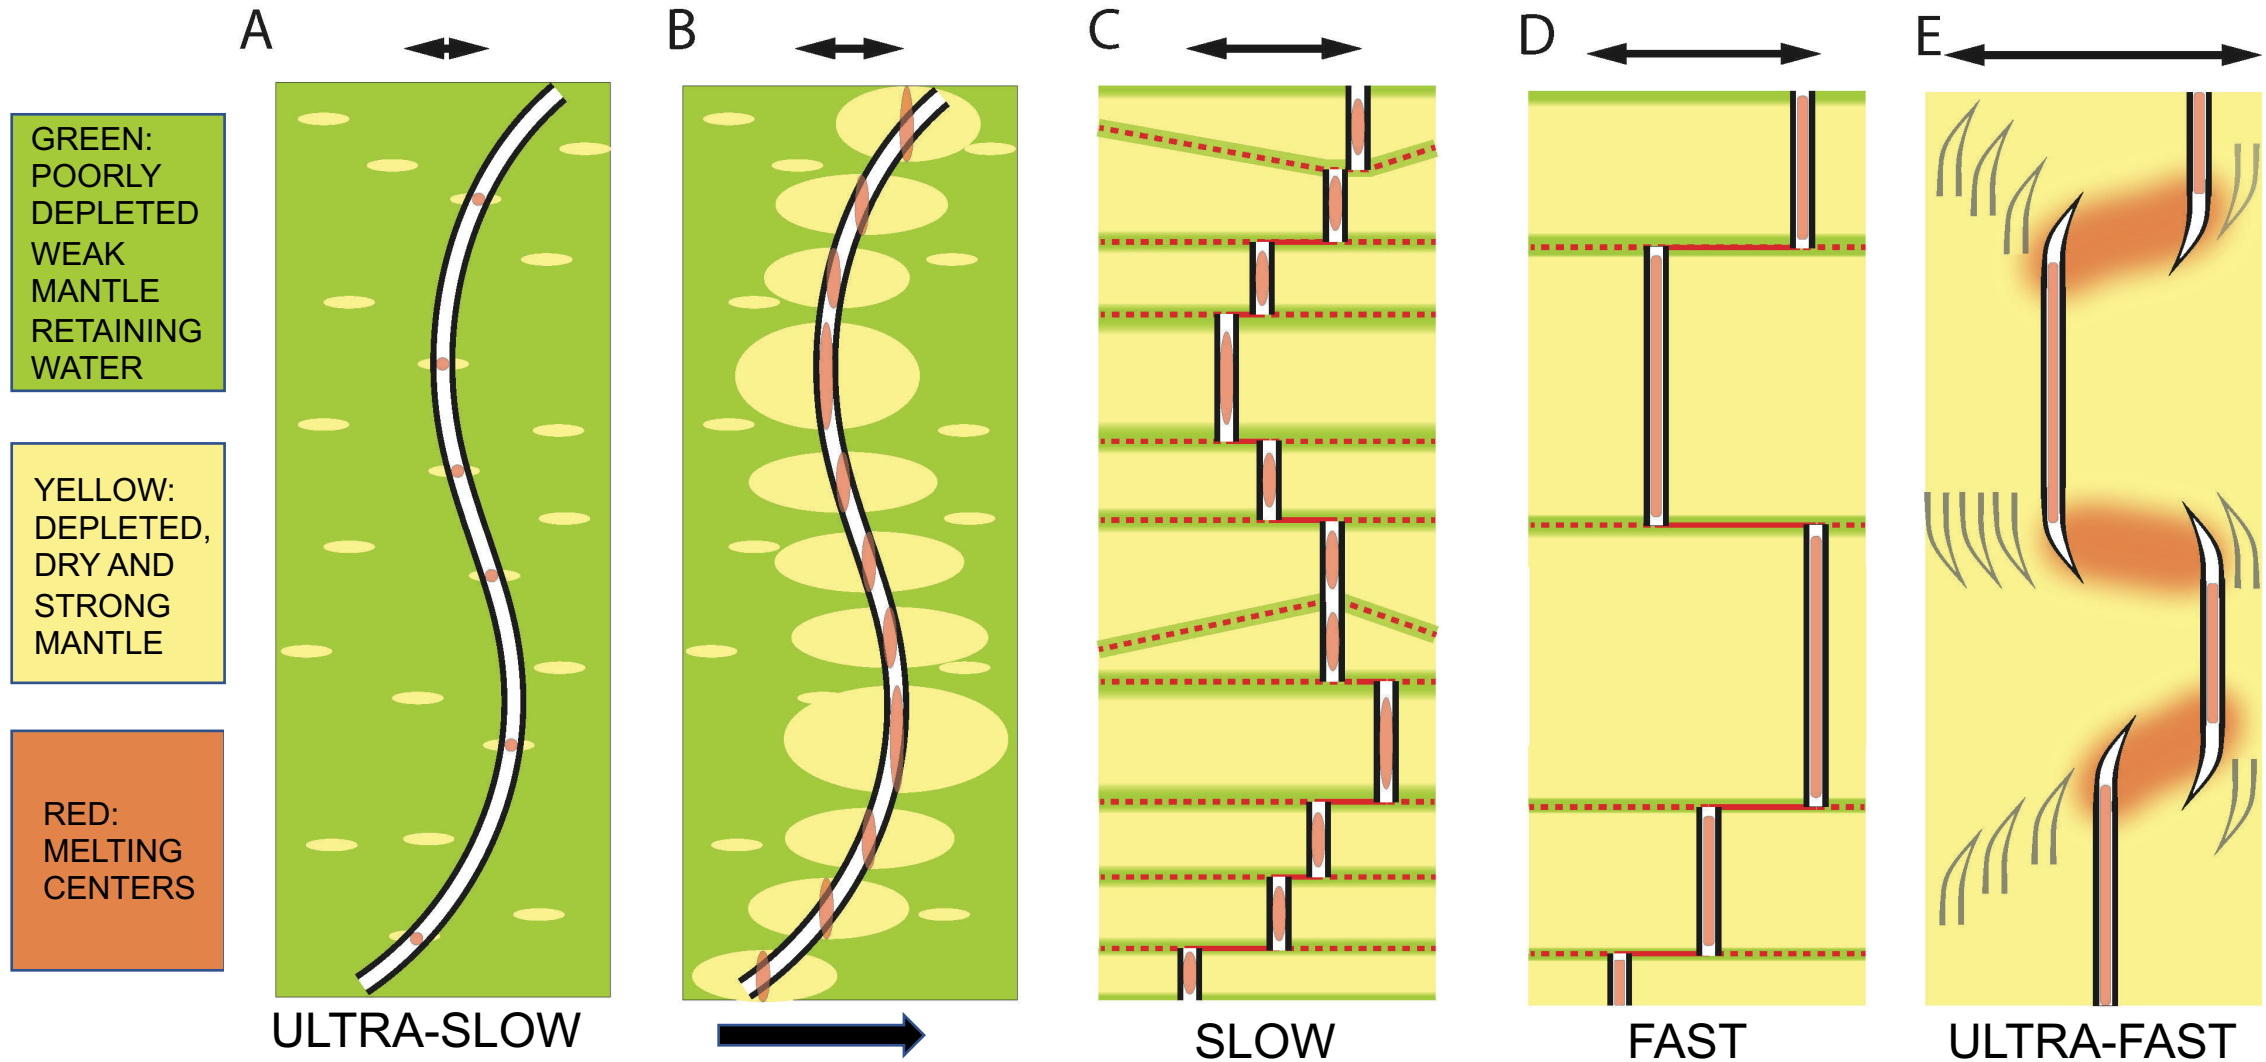 A
B
C
D
E
GREEN:
POORLY
DEPLETED
WEAK
MANTLE
RETAINING
WATER
YELLOW:
DEPLETED,
DRY AND
STRONG
MANTLE
RED:
MELTING
CENTERS
ULTRA-SLOW
SLOW
FAST
ULTRA-FAST